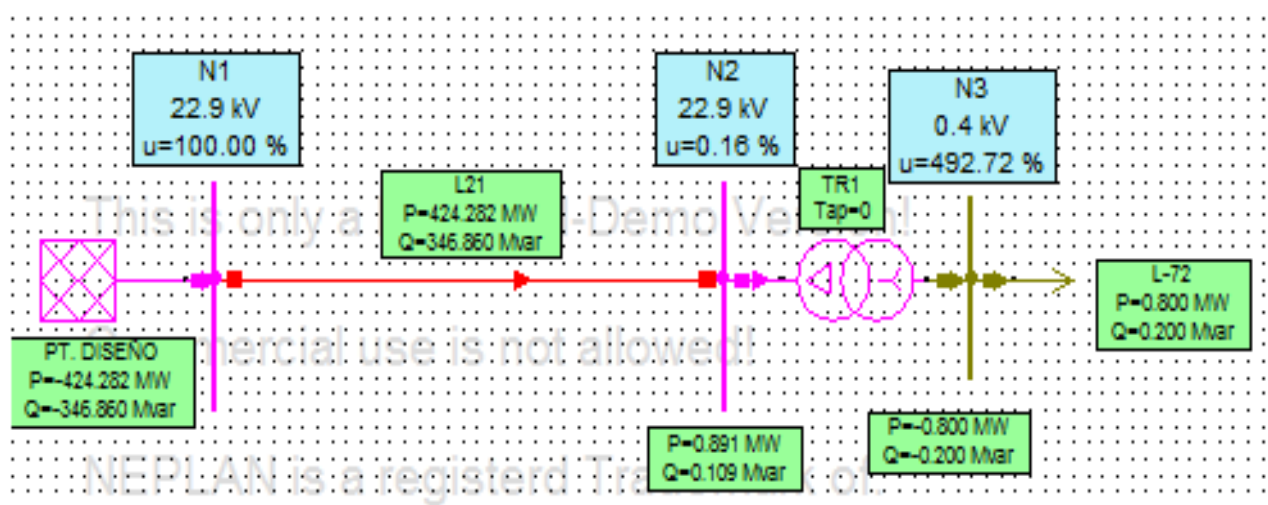 N1
22.9 kV
u=100.00 %
N2
22.9 kV
u=0.16 %
N3
0.4 kV
u=492.72 %
L21
P=424.282 MW
Q=346.860 Mvar
TR1
Tap=0
This is only a
-Demo Version!
L-72
P=0.800 MW
Q=0.200 Mvar
mercial use is not allowed!
PT. DISEÑO
P=-424.282 MW
Q=-346.860 Mvar
P=0.891 MW
Q=0.109 Mvar
P=-0.800 MW
Q=-0.200 Mvar
NEPLAN is a registerd
of: